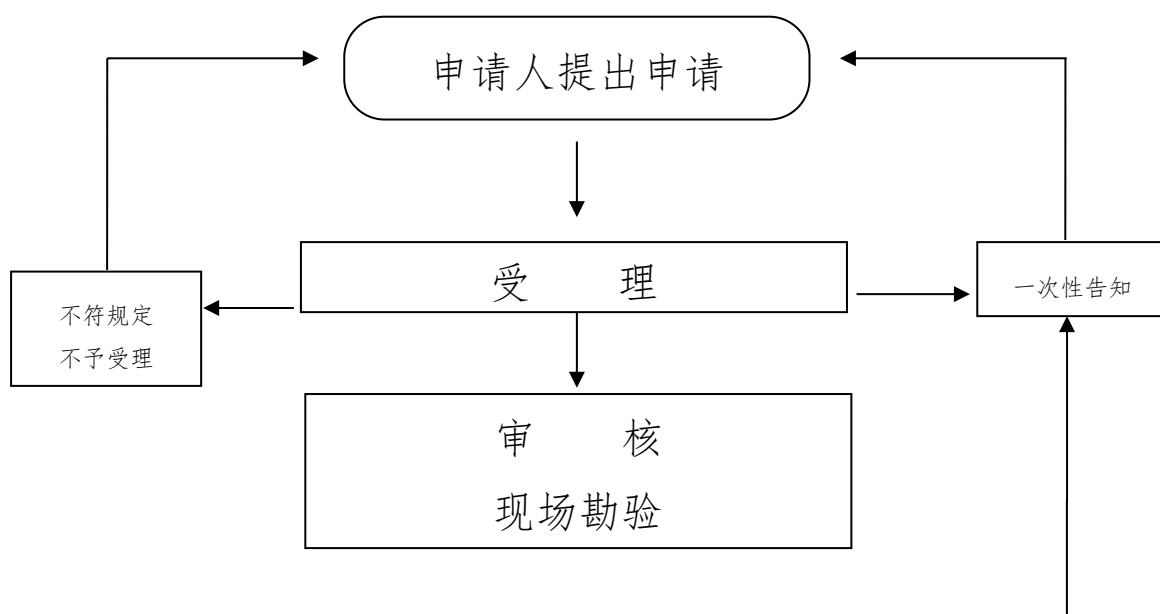 申请人提出申请
受 理
一次性告知
不符规定
不予受理
审 核
现场勘验